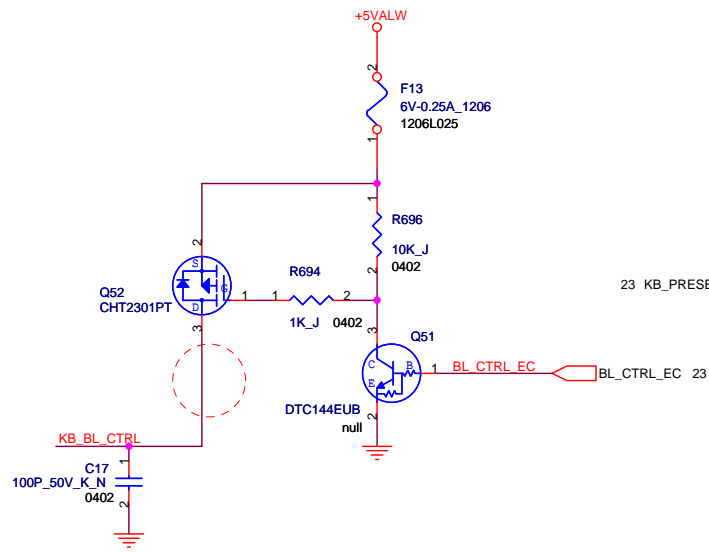 +5VALW
2
F13
6V-0.25A_1206
1206L025
1
1
R696
10K_J
0402
2
2
S
G
D
Q52
CHT2301PT
3
1
1
R694
2
1K_J
0402
23 KB_PRESE
3
Q51
C
B
E
1
BL_CTRL_EC
BL_CTRL_EC 23
DTC144EUB
null
2
KB_BL_CTRL
1
C17
100P_50V_K_N
0402
2